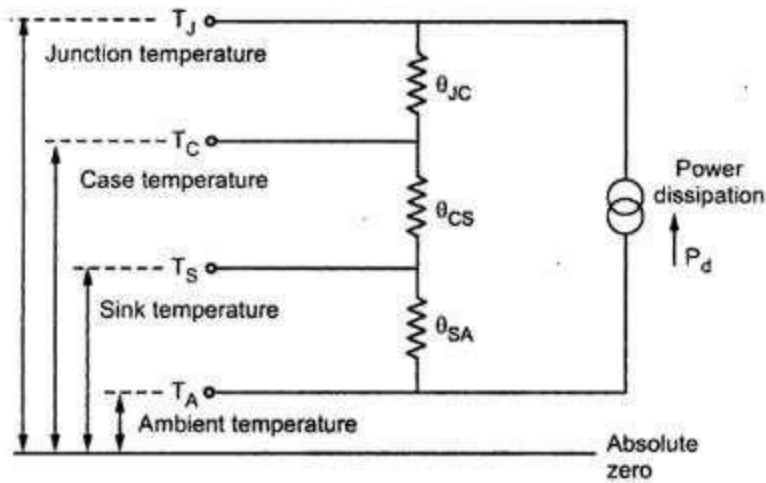 T_J
Junction temperature
θ_JC
T_C
Case temperature
Power
dissipation
θ_CS
P_d
T_S
Sink temperature
θ_SA
T_A
Ambient temperature
Absolute
zero